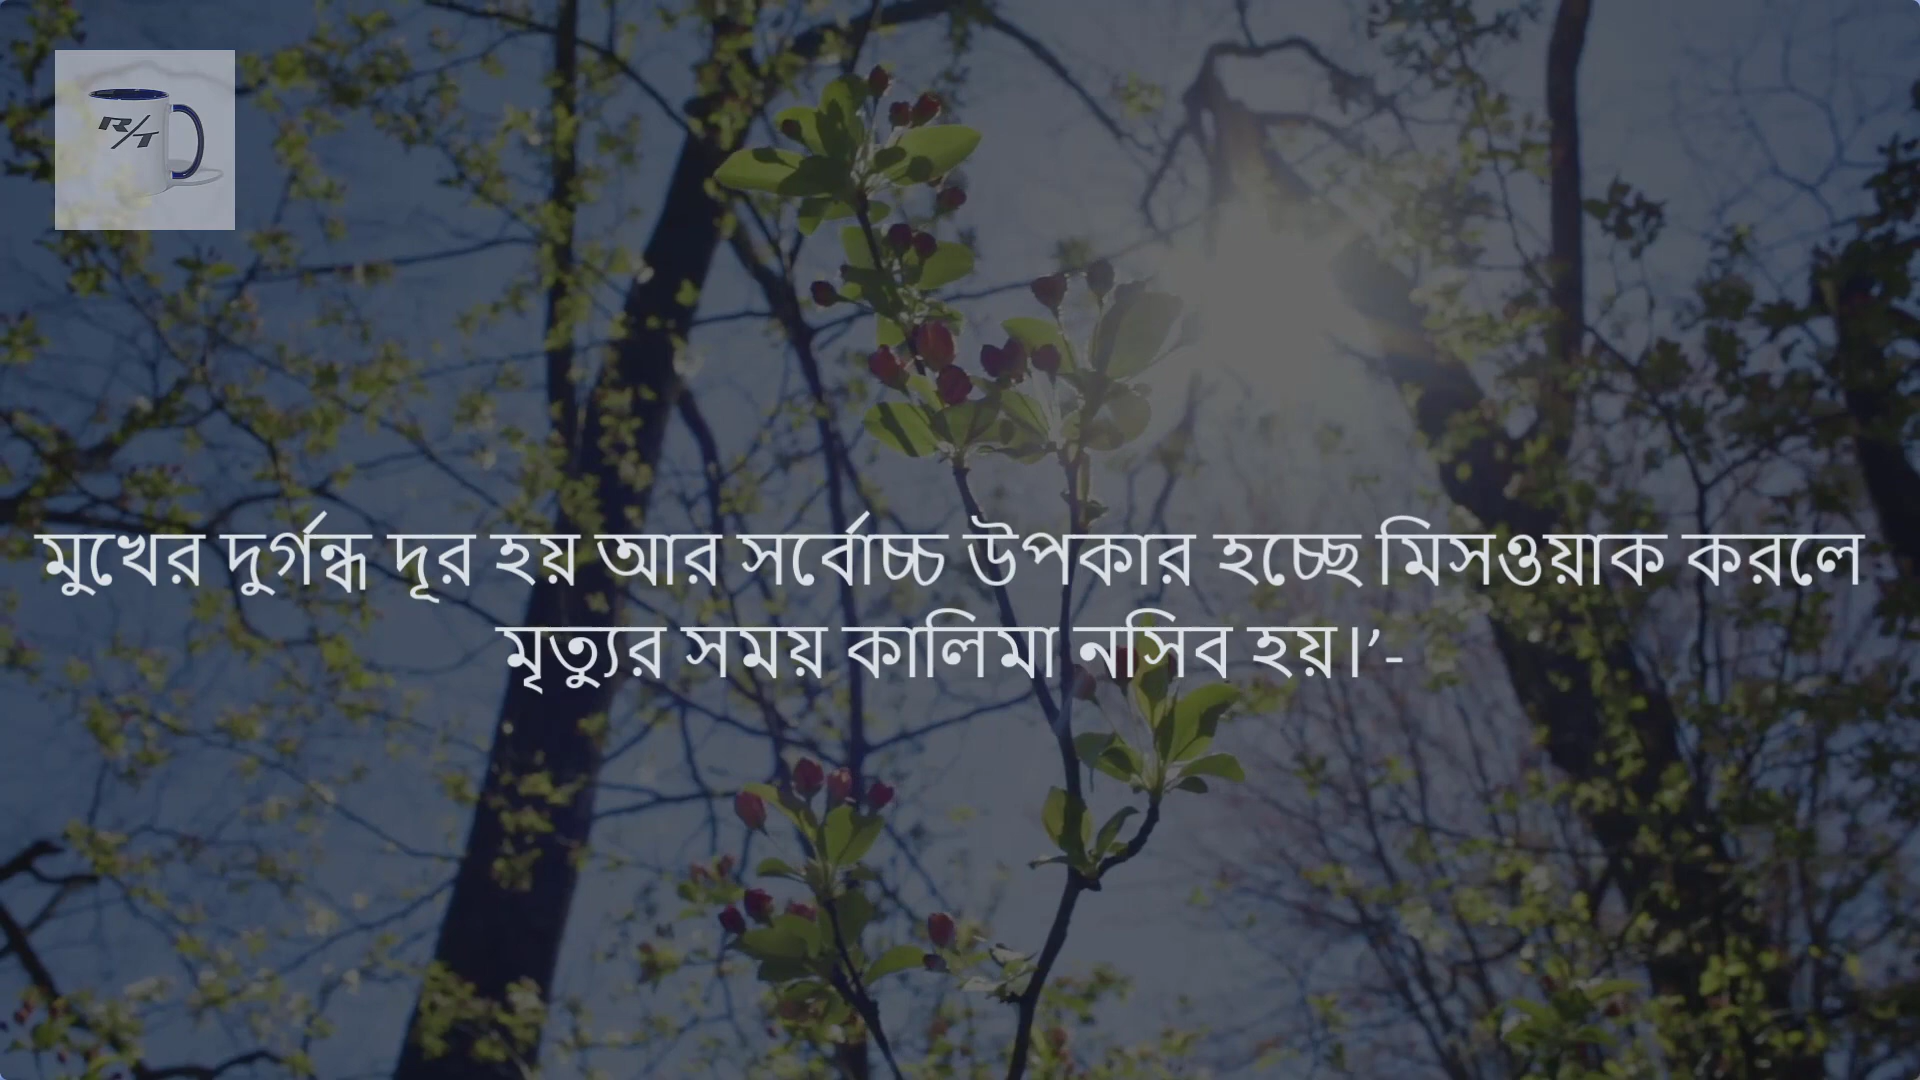 R/T
মুখের দুর্গন্ধ দূর হয় আর সর্বোচ্চ উপকার হচ্ছে মিসওয়াক করলে
মৃত্যুর সময় কালিমা নসিব হয়।’-